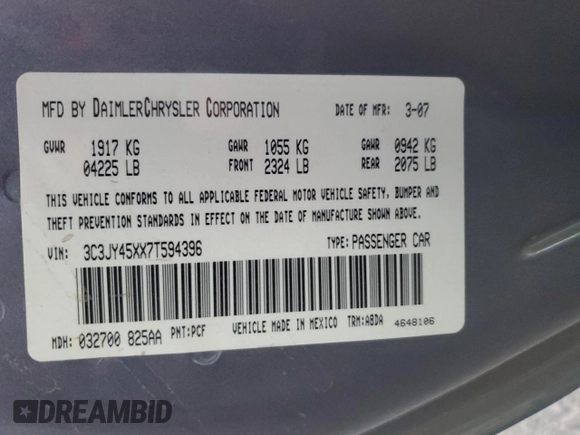 MFD BY DAIMLERCHRYSLER CORPORATION DATE OF MFR: 3-07
GVWR 1917 KG GAWR 1055 KG GAWR 0942 KG
04225 LB FRONT 2324 LB REAR 2075 LB
THIS VEHICLE CONFORMS TO ALL APPLICABLE FEDERAL MOTOR VEHICLE SAFETY, BUMPER AND
THEFT PREVENTION STANDARDS IN EFFECT ON THE DATE OF MANUFACTURE SHOWN ABOVE.
VIN: 3C3JY45XX7T594396 TYPE: PASSENGER CAR
MDH: 032700 825AA PNT: PCF VEHICLE MADE IN MEXICO TRM: ABDA 4648106
DREAMBID